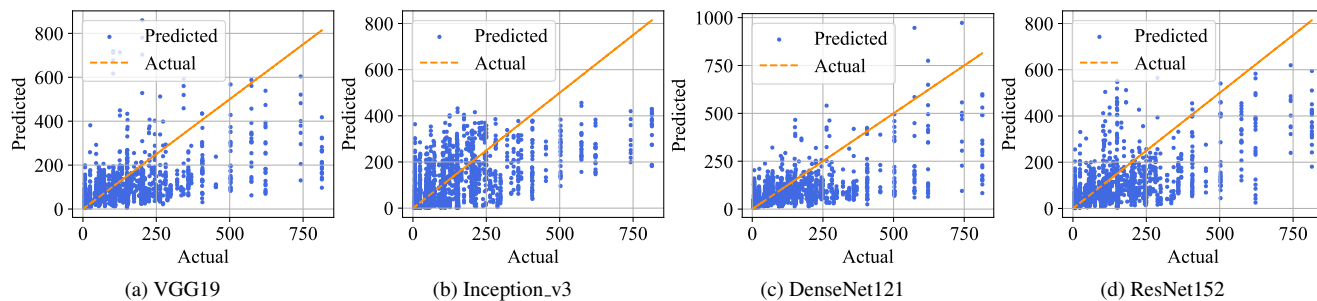 800
600
400
200
0
Predicted
Predicted
Actual
0
250
500
750
Actual
(a) VGG19
800
600
400
200
0
Predicted
Predicted
Actual
0
250
500
750
Actual
(b) Inception_v3
1000
750
500
250
0
Predicted
Predicted
Actual
0
250
500
750
Actual
(c) DenseNet121
800
600
400
200
0
Predicted
Predicted
Actual
0
250
500
750
Actual
(d) ResNet152